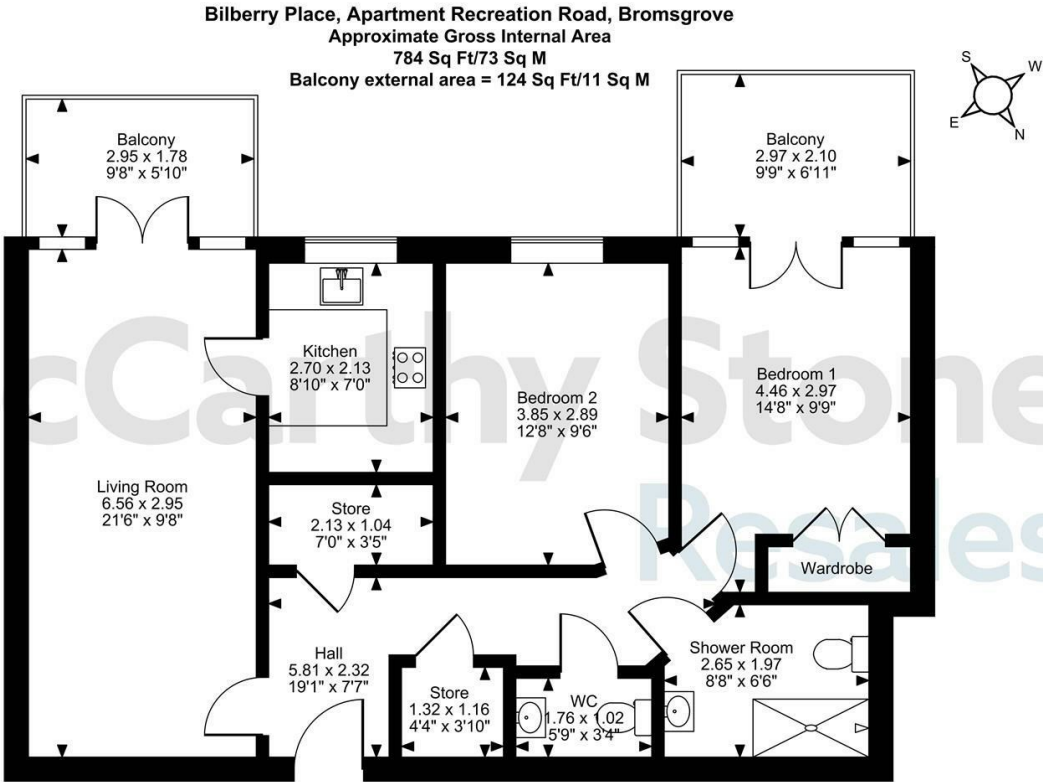 Bilberry Place, Apartment Recreation Road, Bromsgrove
Approximate Gross Internal Area
784 Sq Ft/73 Sq M
Balcony external area = 124 Sq Ft/11 Sq M
S
W
E
N
Balcony
2.95 x 1.78
9'8" x 5'10"
Balcony
2.97 x 2.10
9'9" x 6'11"
Kitchen
2.70 x 2.13
8'10" x 7'0"
Bedroom 2
3.85 x 2.89
12'8" x 9'6"
Bedroom 1
4.46 x 2.97
14'8" x 9'9"
cCarthy Stone
Resales
Living Room
6.56 x 2.95
21'6" x 9'8"
Store
2.13 x 1.04
7'0" x 3'5"
Wardrobe
Hall
5.81 x 2.32
19'1" x 7'7"
Store
1.32 x 1.16
4'4" x 3'10"
WC
1.76 x 1.02
5'9" x 3'4"
Shower Room
2.65 x 1.97
8'8" x 6'6"